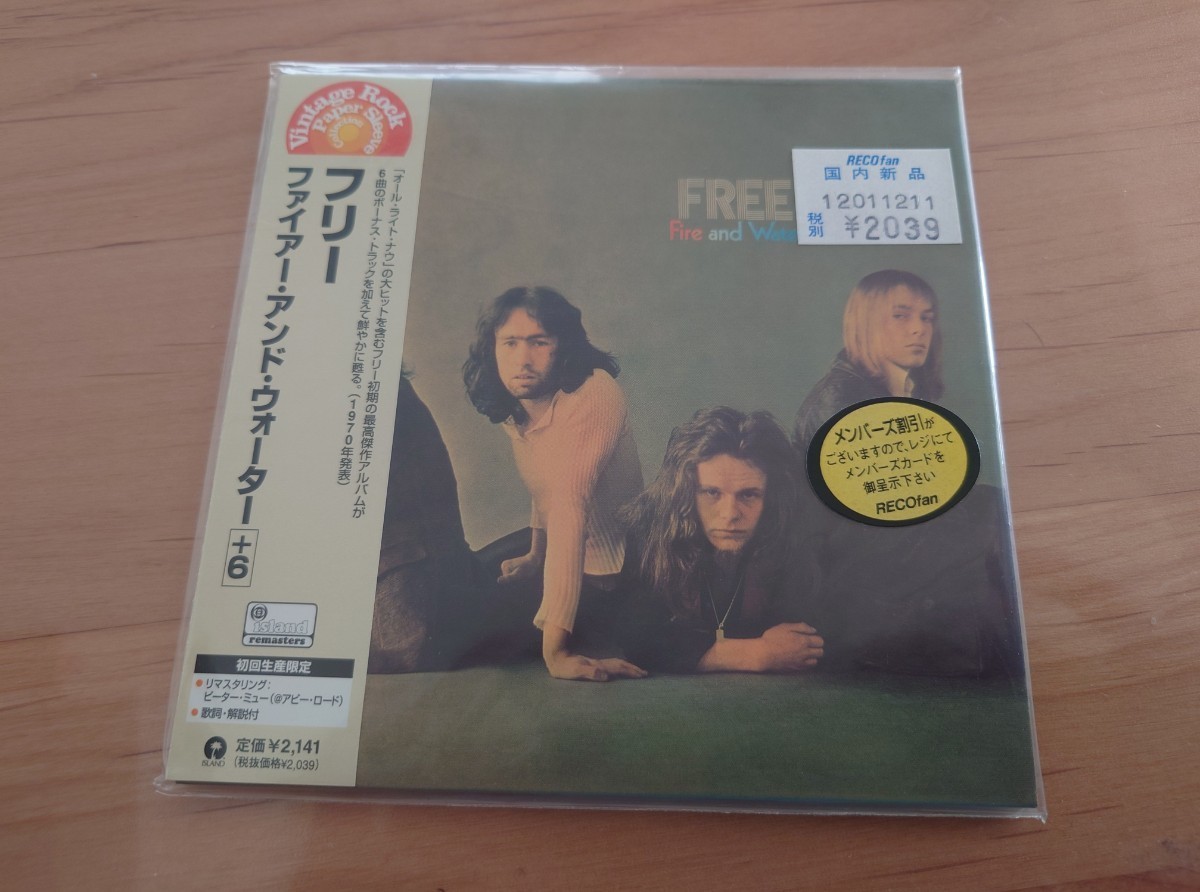 Vintage Rock
Paper Sleeve
Collection
フリー
ファイアー・アンド・ウォーター +6
「オール・ライト・ナウ」の大ヒットを含むフリー初期の最高傑作アルバムが
6曲のボーナス・トラックを加えて鮮やかに甦る。(1970年発表)
island
remasters
初回生産限定
リマスタリング:
ピーター・ミュー(@アビー・ロード)
歌詞・解説付
ISLAND
定価¥2,141
(税抜価格¥2,039)
FREE
Fire and Wate
RECOfan
国内新品
12011211
税別 ¥2039
メンバーズ割引が
ございますので、レジにて
メンバーズカードを
御呈示下さい
RECOfan